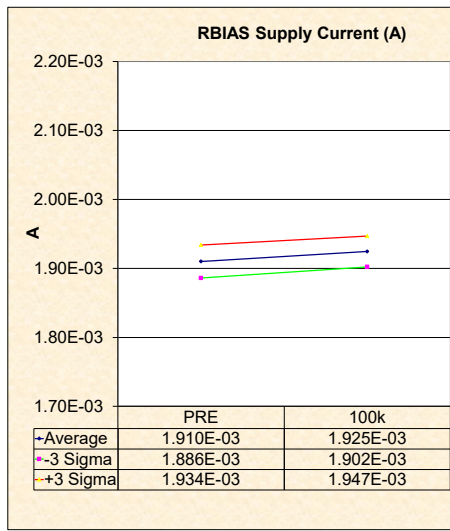 RBIAS Supply Current (A)
2.20E-03
2.10E-03
2.00E-03
A
1.90E-03
1.80E-03
1.70E-03
PRE 100k
Average 1.910E-03 1.925E-03
-3 Sigma 1.886E-03 1.902E-03
+3 Sigma 1.934E-03 1.947E-03